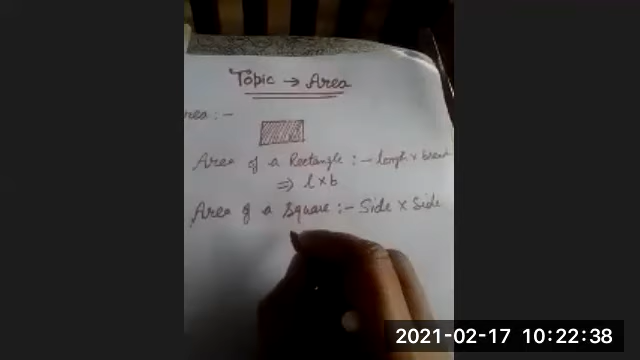 Topic → Area
rea :-
Area of a Rectangle :- length × bread
⇒ l×b
Area of a Square :- Side × Side
2021-02-17 10:22:38